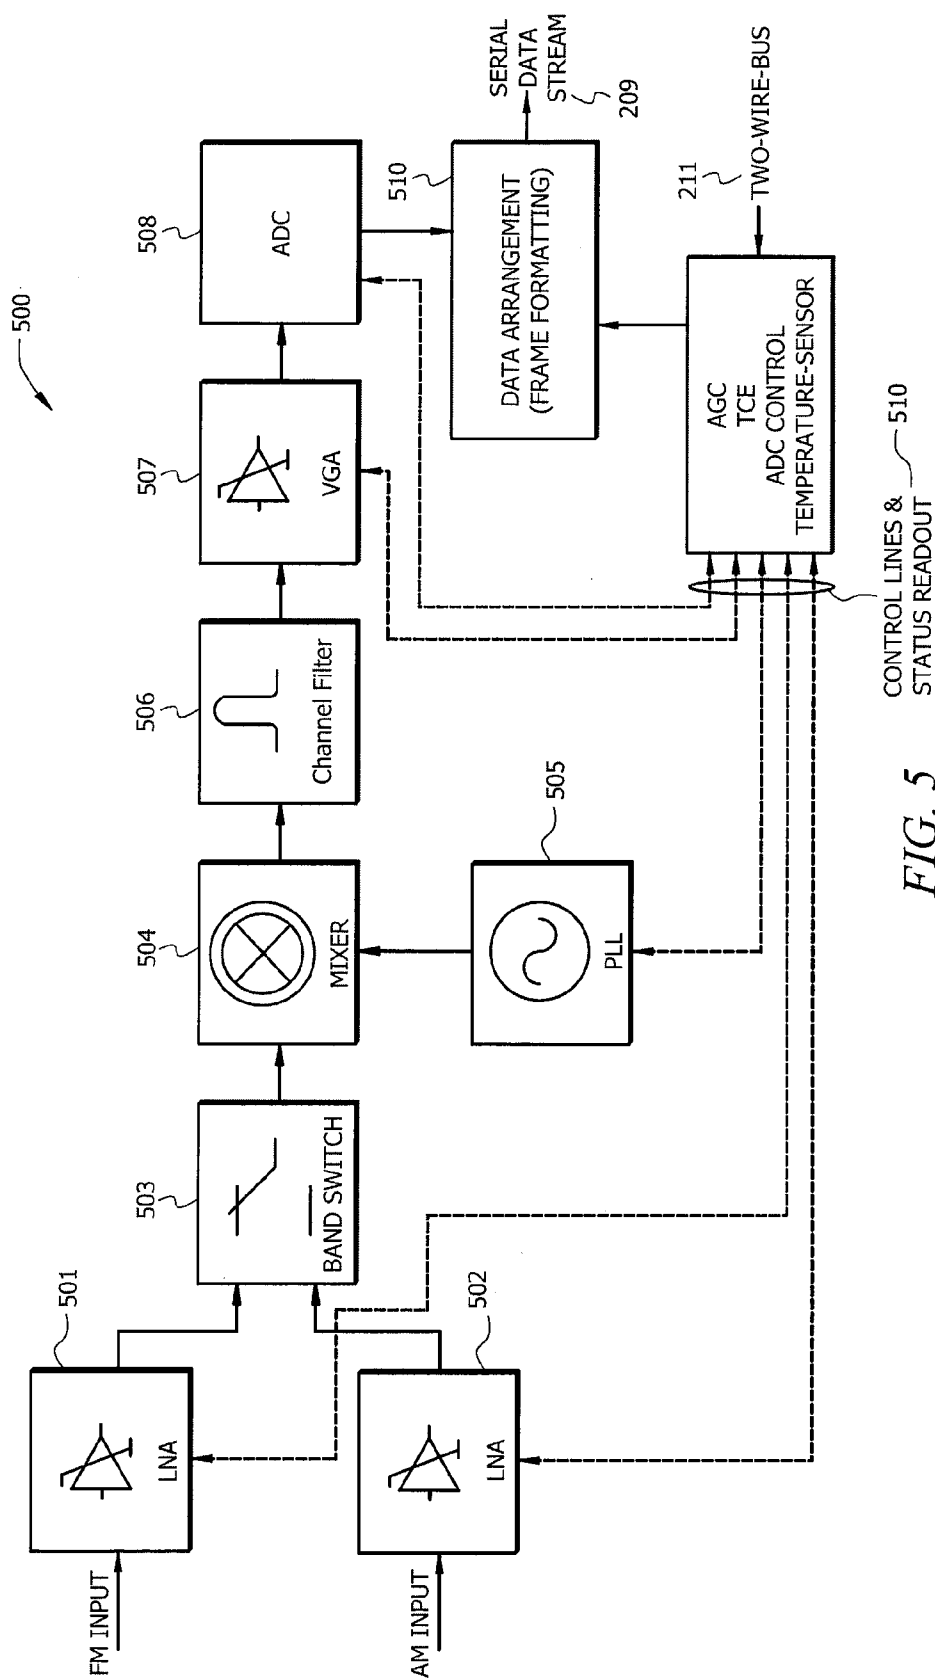 500
FM INPUT
LNA
501
AM INPUT
LNA
502
503
BAND SWITCH
504
MIXER
505
PLL
506
Channel Filter
507
VGA
508
ADC
510
DATA ARRANGEMENT
(FRAME FORMATTING)
SERIAL
DATA
STREAM
209
211
TWO-WIRE-BUS
AGC
TCE
ADC CONTROL
TEMPERATURE-SENSOR
CONTROL LINES &
STATUS READOUT
510
FIG. 5